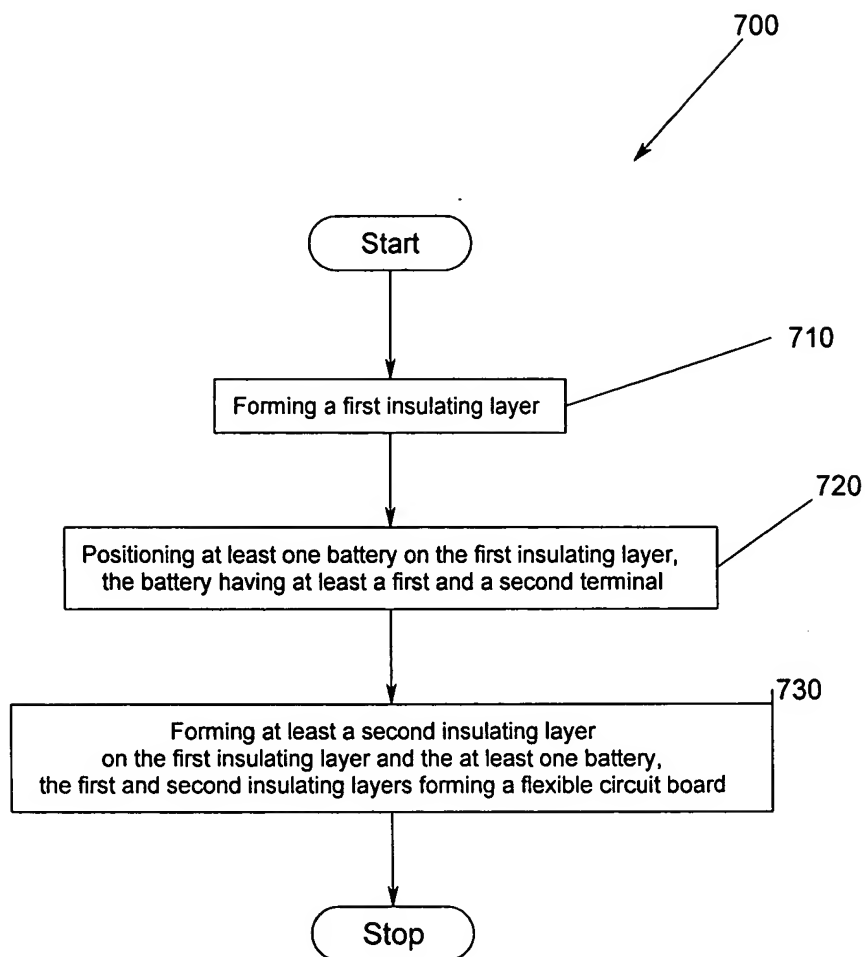 700
Start
710
Forming a first insulating layer
720
Positioning at least one battery on the first insulating layer,
the battery having at least a first and a second terminal
730
Forming at least a second insulating layer
on the first insulating layer and the at least one battery,
the first and second insulating layers forming a flexible circuit board
Stop